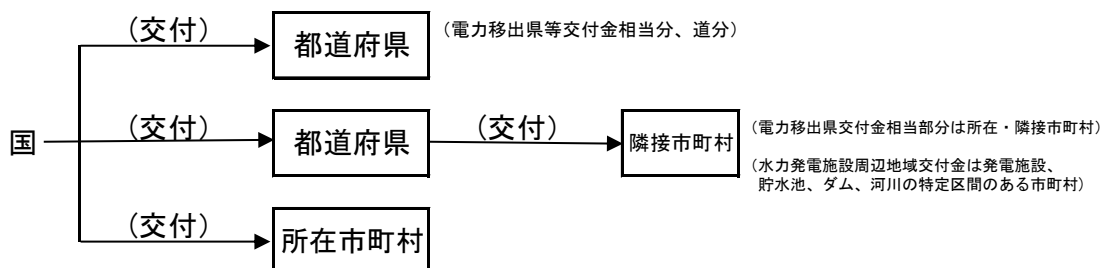 (交付)
都道府県
(電力移出県等交付金相当分、道分)
国
(交付)
都道府県
(交付)
隣接市町村
(電力移出県交付金相当部分は所在・隣接市町村)
(水力発電施設周辺地域交付金は発電施設、
貯水池、ダム、河川の特定区間のある市町村)
(交付)
所在市町村